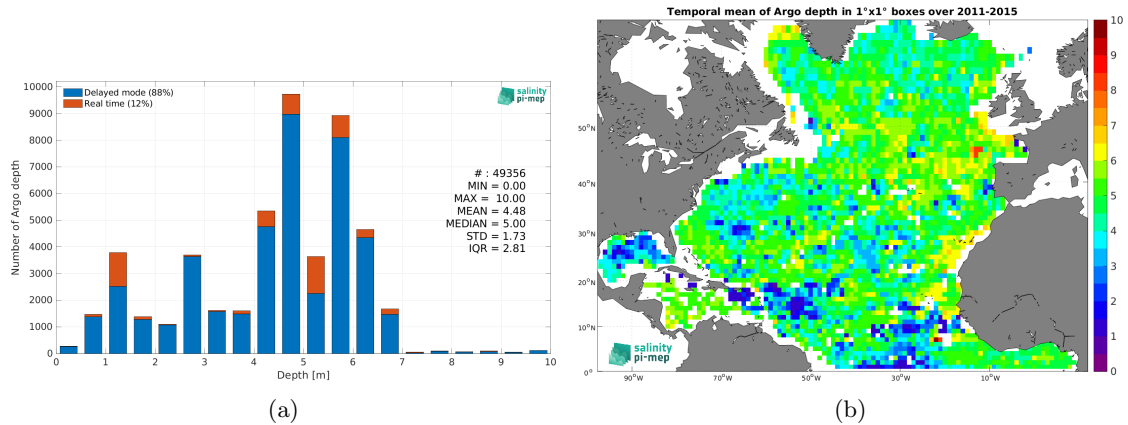 Temporal mean of Argo depth in 1°x1° boxes over 2011-2015
Delayed mode (88%)
Real time (12%)
salinity
pi-mep
# : 49356
MIN = 0.00
MAX = 10.00
MEAN = 4.48
MEDIAN = 5.00
STD = 1.73
IQR = 2.81
Number of Argo depth
10000
9000
8000
7000
6000
5000
4000
3000
2000
1000
0
0 1 2 3 4 5 6 7 8 9 10
Depth [m]
(a)
50°N
40°N
30°N
20°N
10°N
0°
90°W 70°W 50°W 30°W 10°W
salinity
pi-mep
10
9
8
7
6
5
4
3
2
1
0
(b)